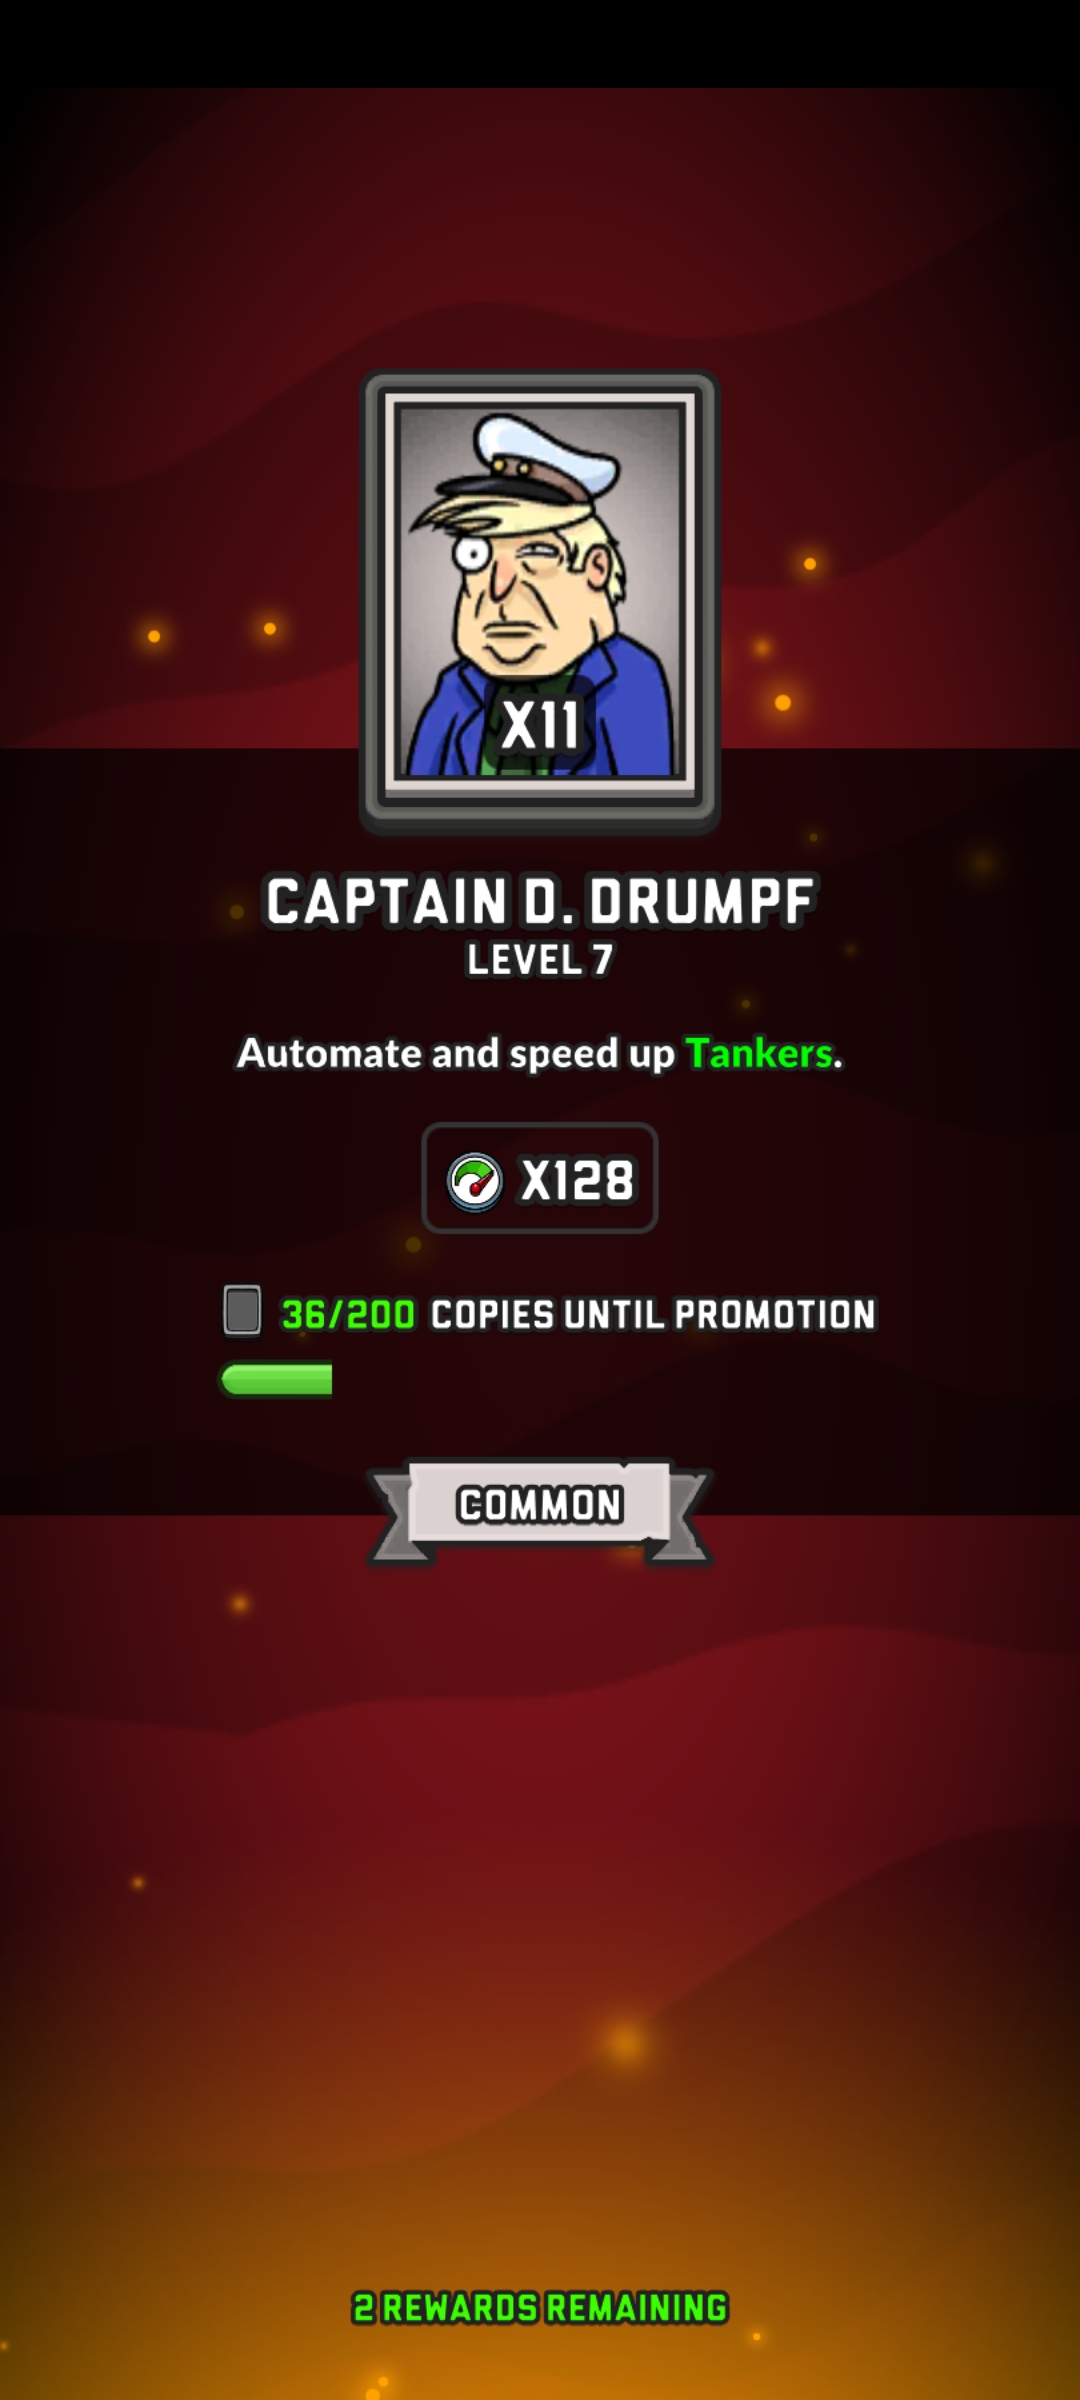 X11
CAPTAIN D. DRUMPF
LEVEL 7
Automate and speed up Tankers.
X128
36/200 COPIES UNTIL PROMOTION
COMMON
2 REWARDS REMAINING